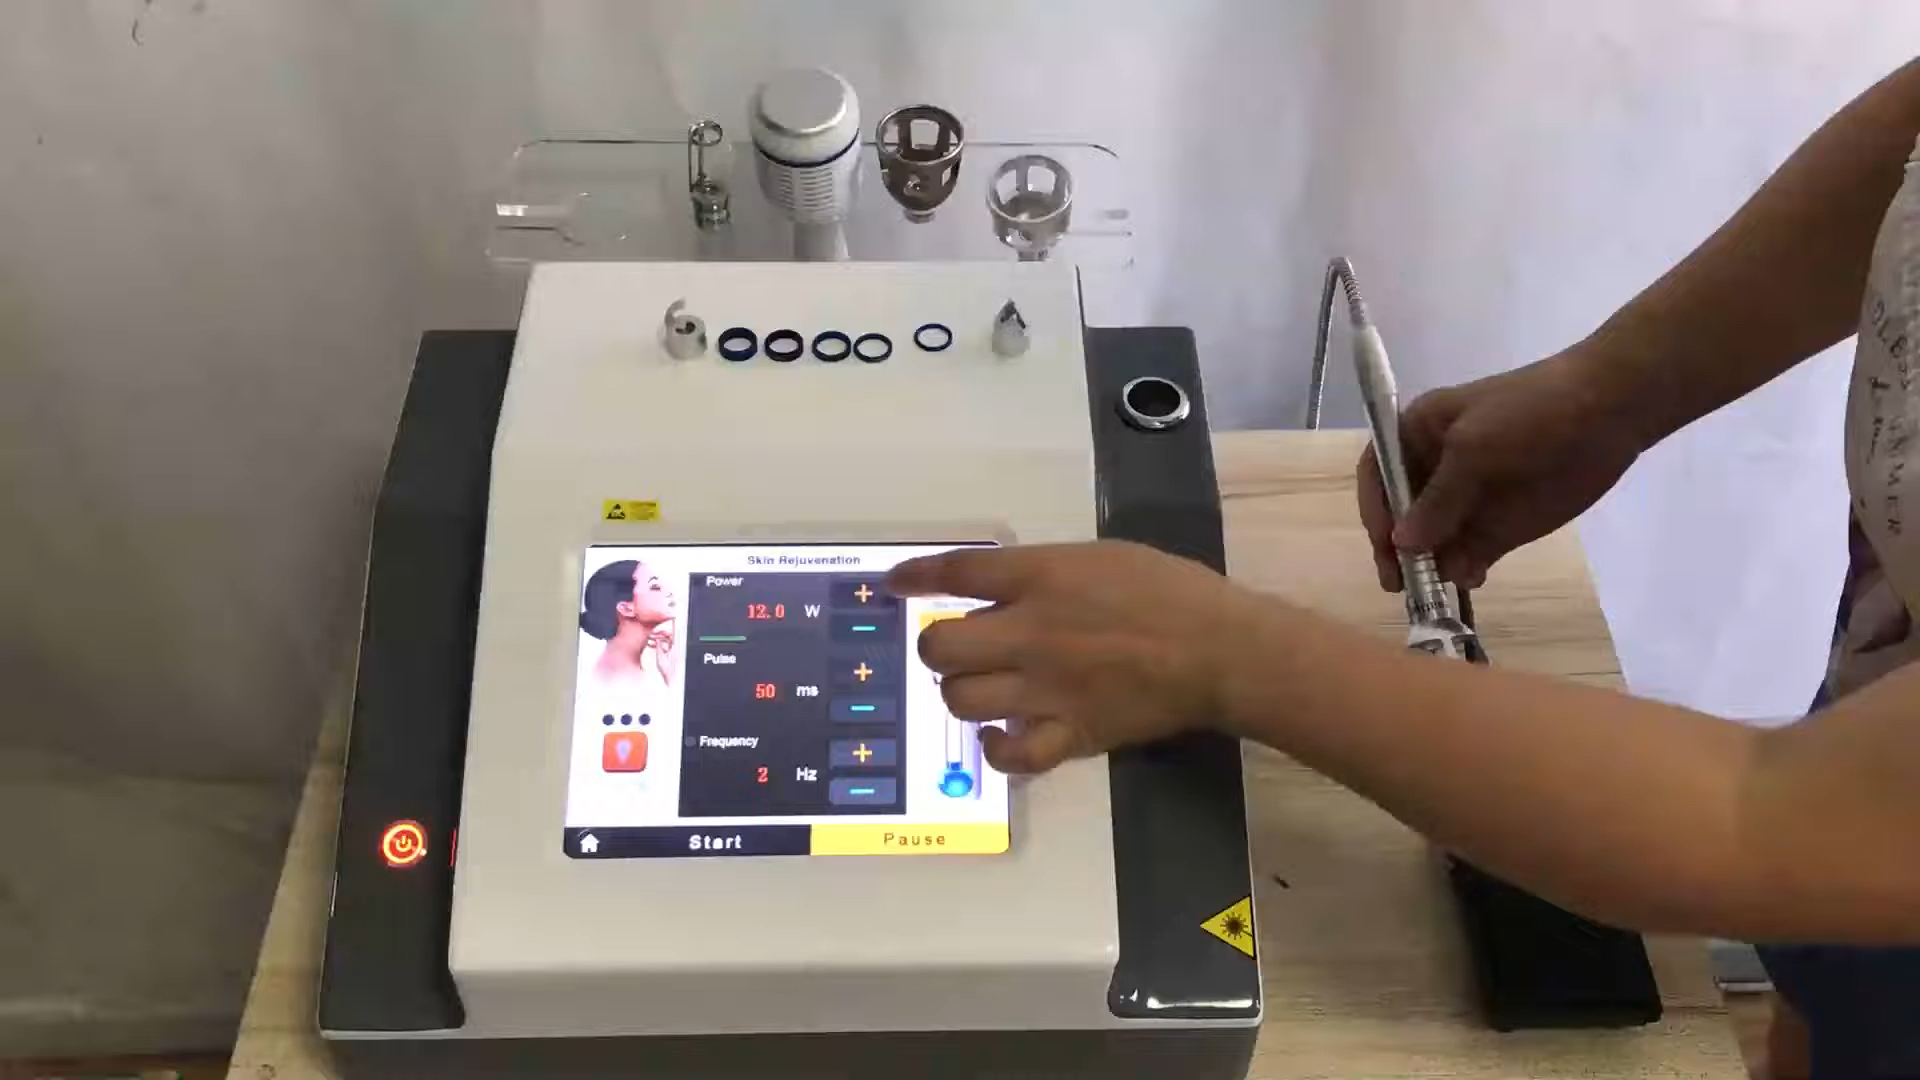 Skin Rejuvenation
Power
12.0 W
Pulse
50 ms
Frequency
2 Hz
Start
Pause